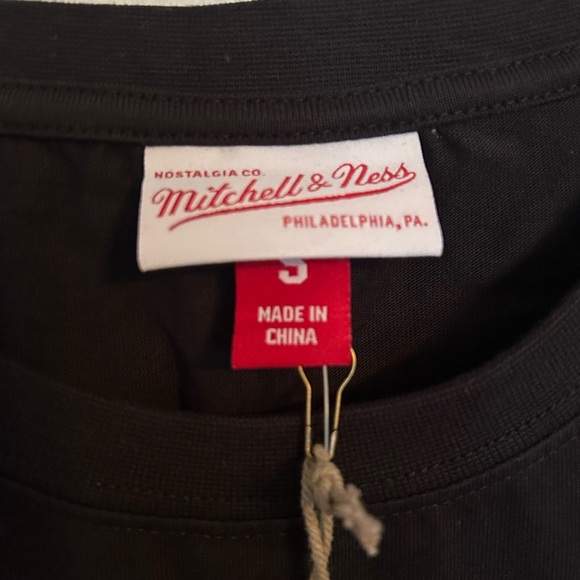 NOSTALGIA CO.
Mitchell & Ness
PHILADELPHIA, PA.
S
MADE IN
CHINA